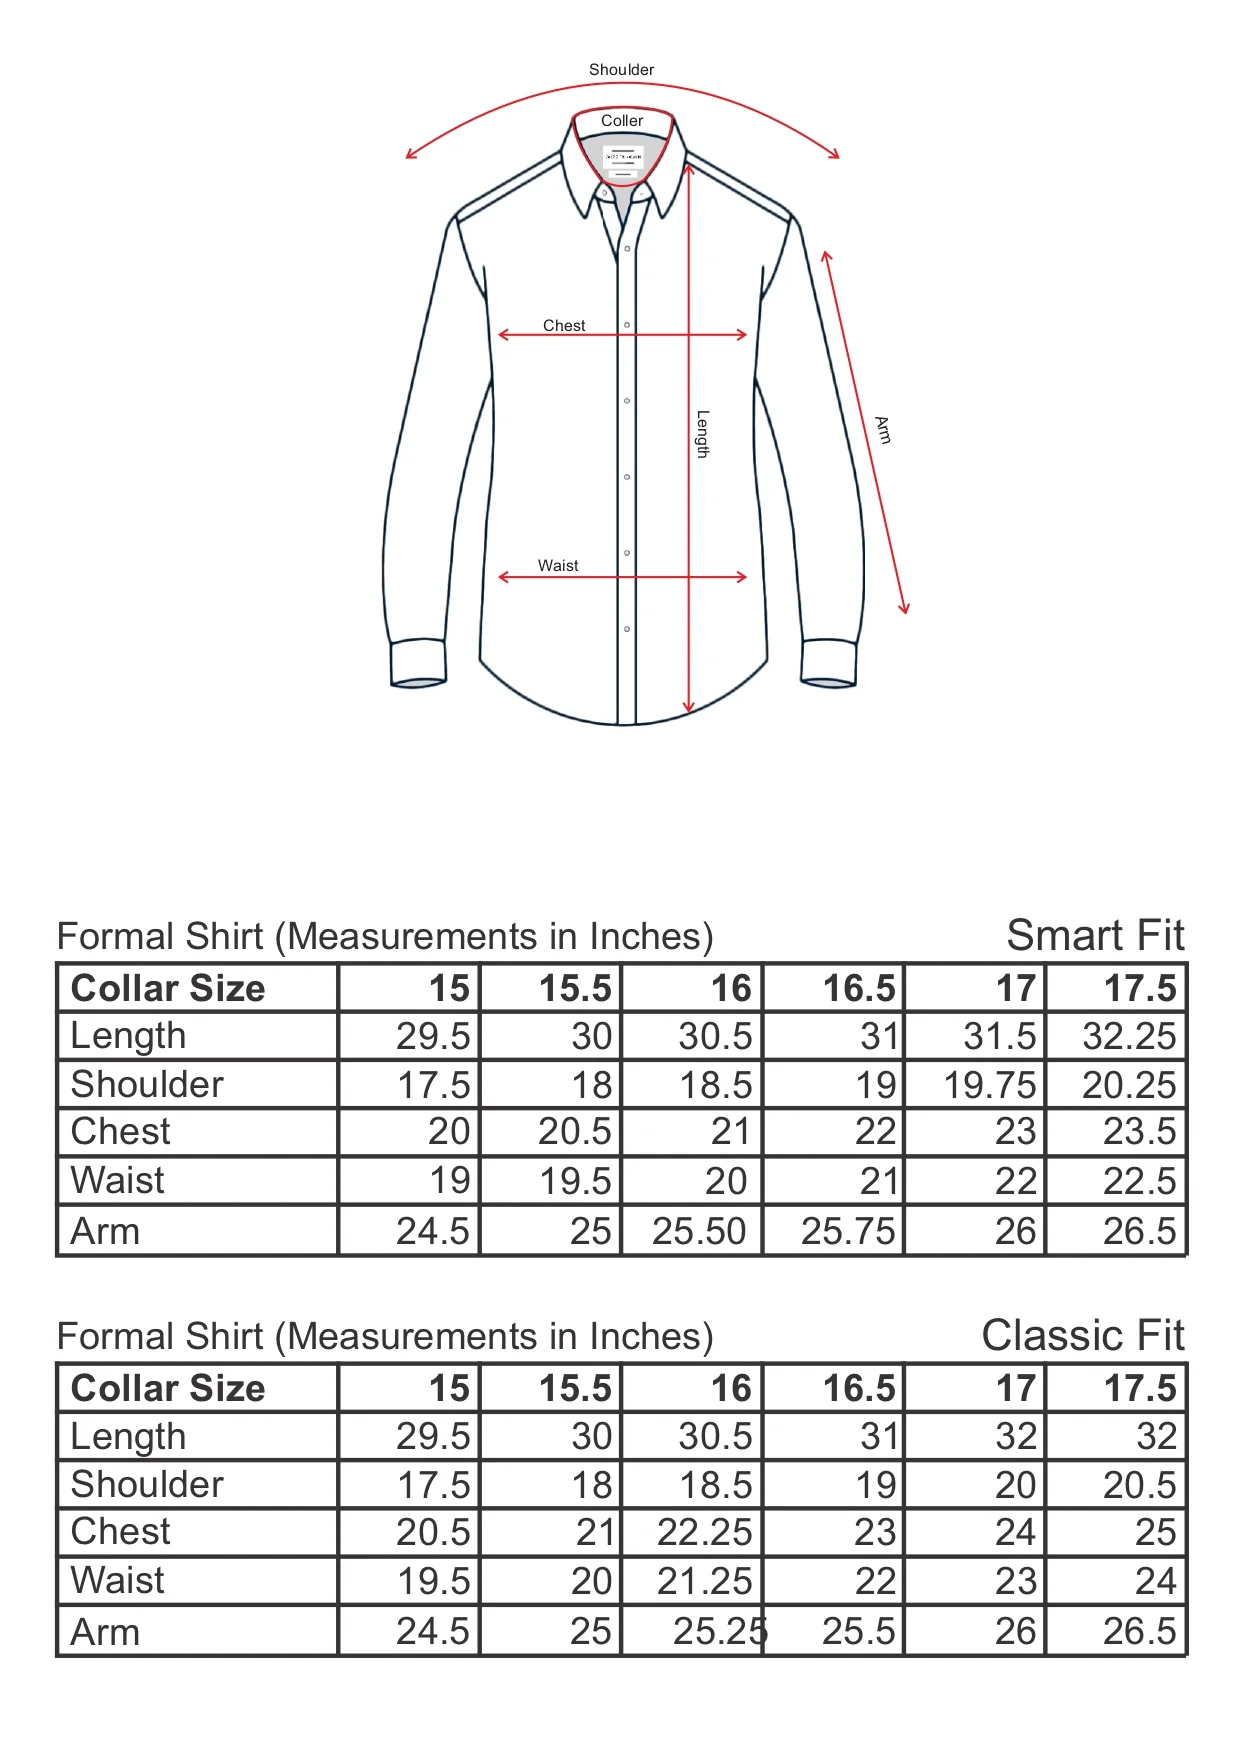 Shoulder
Coller
Chest
Length
Arm
Waist
Formal Shirt (Measurements in Inches) Smart Fit
Collar Size 15 15.5 16 16.5 17 17.5
Length 29.5 30 30.5 31 31.5 32.25
Shoulder 17.5 18 18.5 19 19.75 20.25
Chest 20 20.5 21 22 23 23.5
Waist 19 19.5 20 21 22 22.5
Arm 24.5 25 25.50 25.75 26 26.5
Formal Shirt (Measurements in Inches) Classic Fit
Collar Size 15 15.5 16 16.5 17 17.5
Length 29.5 30 30.5 31 32 32
Shoulder 17.5 18 18.5 19 20 20.5
Chest 20.5 21 22.25 23 24 25
Waist 19.5 20 21.25 22 23 24
Arm 24.5 25 25.25 25.5 26 26.5